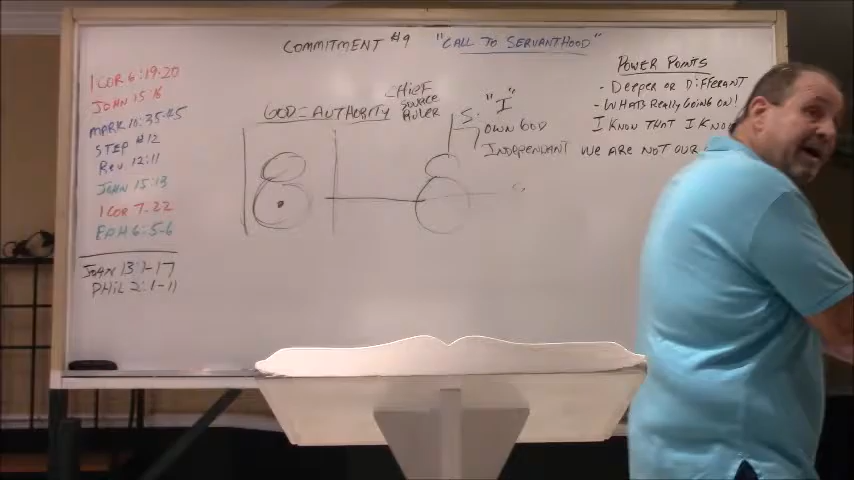 COMMITMENT #9 "CALL TO SERVANTHOOD"
1 COR 6:19-20
JOHN 15:16
MARK 10:35-45
STEP #12
REV 12:11
JOHN 15:13
1 COR 7:22
EPH 6:5-6
JOHN 13:1-17
PHIL 2:1-11
GOD = AUTHORITY
CHIEF
SOURCE
RULER
S. "I"
OWN GOD
INDEPENDANT
POWER POINTS
- DEEPER OR DIFFERENT
- WHATS REALLY GOING ON!
I KNOW THAT I KNOW
WE ARE NOT OUR